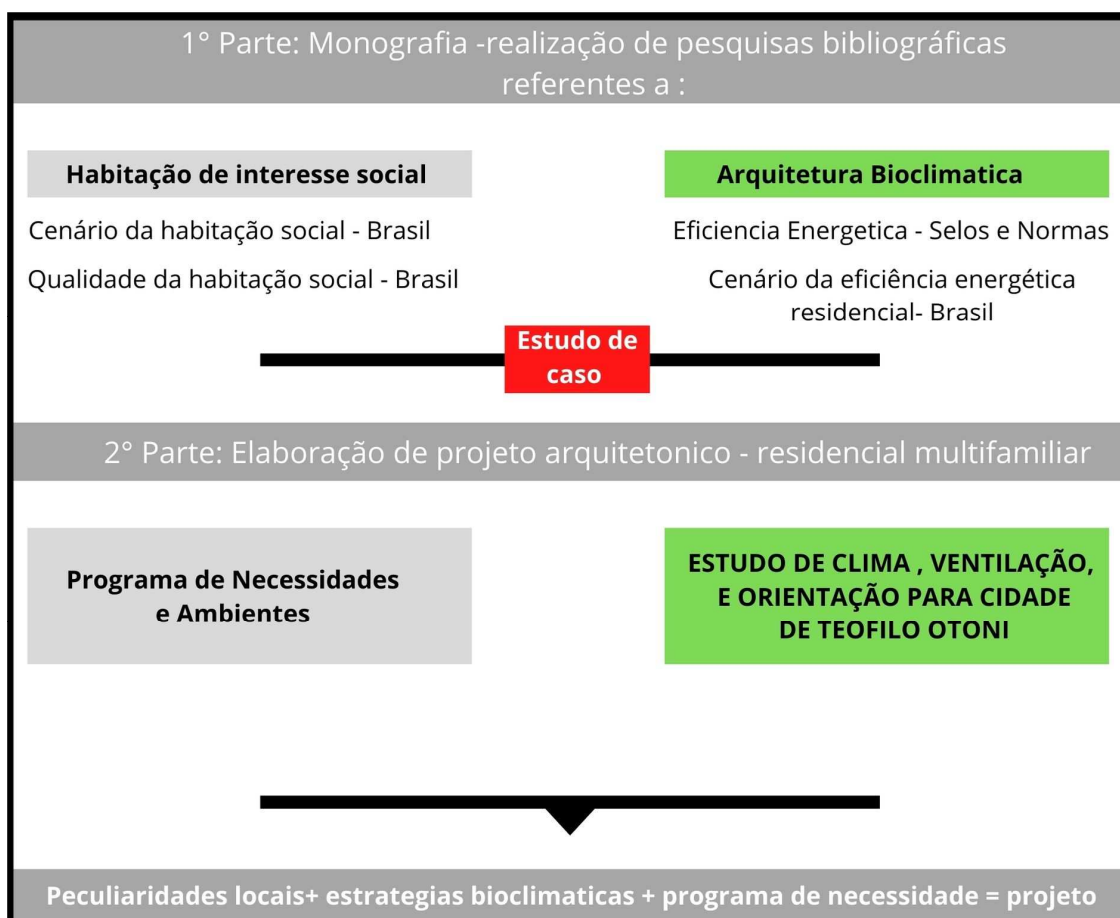 1° Parte: Monografia -realização de pesquisas bibliográficas
referentes a :
Habitação de interesse social
Cenário da habitação social - Brasil
Qualidade da habitação social - Brasil
Arquitetura Bioclimatica
Eficiencia Energetica - Selos e Normas
Cenário da eficiência energética
residencial- Brasil
Estudo de
caso
2° Parte: Elaboração de projeto arquitetonico - residencial multifamiliar
Programa de Necessidades
e Ambientes
ESTUDO DE CLIMA , VENTILAÇÃO,
E ORIENTAÇÃO PARA CIDADE
DE TEOFILO OTONI
Peculiaridades locais+ estrategias bioclimaticas + programa de necessidade = projeto